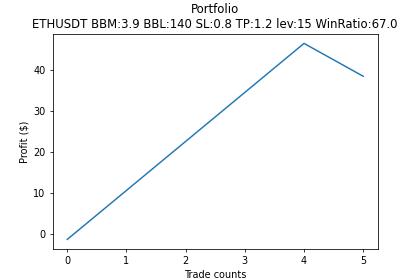 Portfolio
ETHUSDT BBM:3.9 BBL:140 SL:0.8 TP:1.2 lev:15 WinRatio:67.0
Profit ($)
40
30
20
10
0
0 1 2 3 4 5
Trade counts